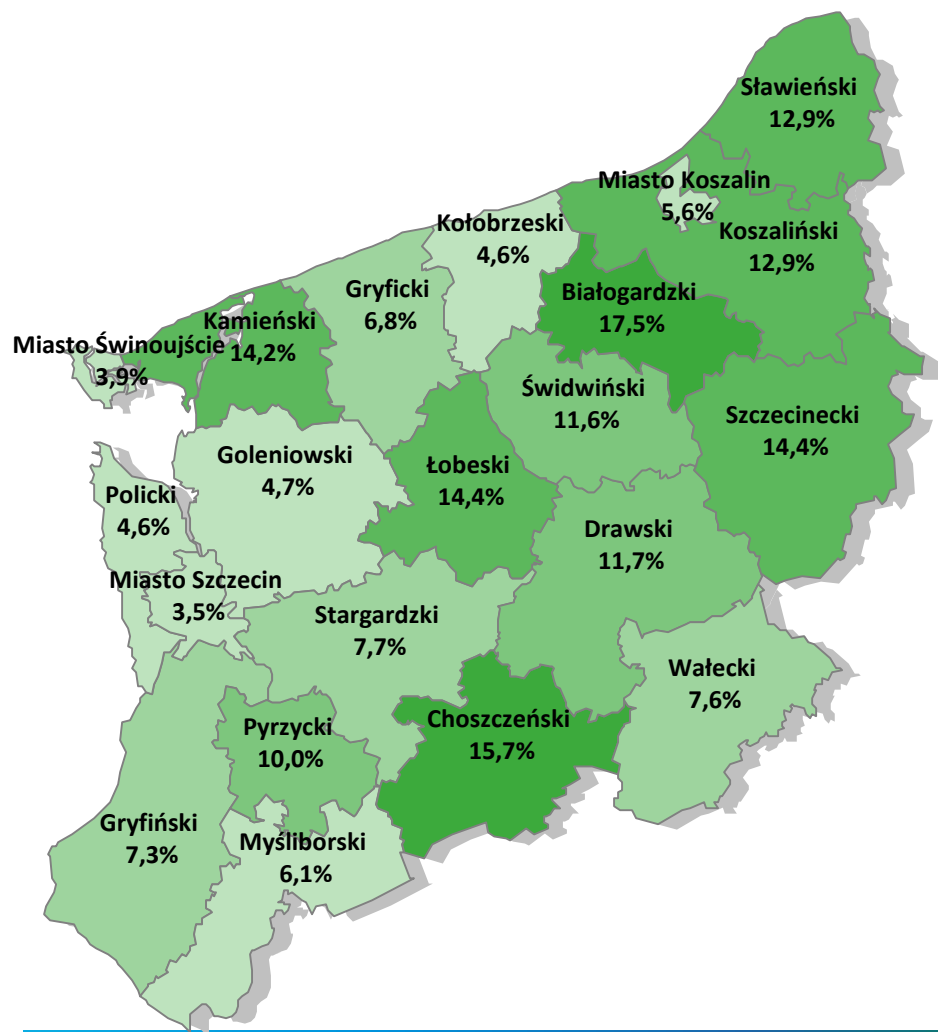 Sławieński
12,9%
Miasto Koszalin
5,6%
Koszaliński
12,9%
Kołobrzeski
4,6%
Białogardzki
17,5%
Gryficki
6,8%
Kamieński
14,2%
Miasto Świnoujście
3,9%
Świdwiński
11,6%
Szczecinecki
14,4%
Goleniowski
4,7%
Łobeski
14,4%
Policki
4,6%
Drawski
11,7%
Miasto Szczecin
3,5%
Stargardzki
7,7%
Wałecki
7,6%
Choszczeński
15,7%
Pyrzycki
10,0%
Gryfiński
7,3%
Myśliborski
6,1%